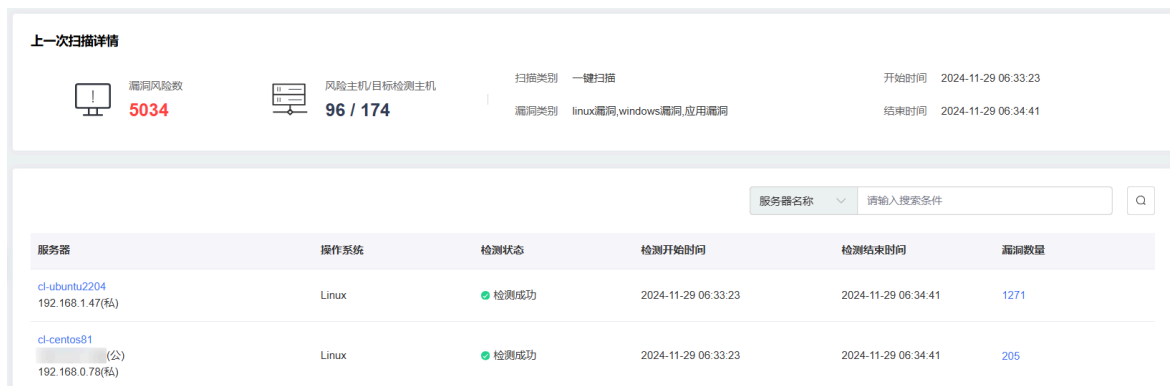 上一次扫描详情
漏洞风险数
5034
风险主机/目标检测主机
96 / 174
扫描类别 一键扫描
漏洞类别 linux漏洞,windows漏洞,应用漏洞
开始时间 2024-11-29 06:33:23
结束时间 2024-11-29 06:34:41
服务器名称 请输入搜索条件
服务器 操作系统 检测状态 检测开始时间 检测结束时间 漏洞数量
cl-ubuntu2204
192.168.1.47(私)
Linux 检测成功 2024-11-29 06:33:23 2024-11-29 06:34:41 1271
cl-centos81
(公)
192.168.0.78(私)
Linux 检测成功 2024-11-29 06:33:23 2024-11-29 06:34:41 205